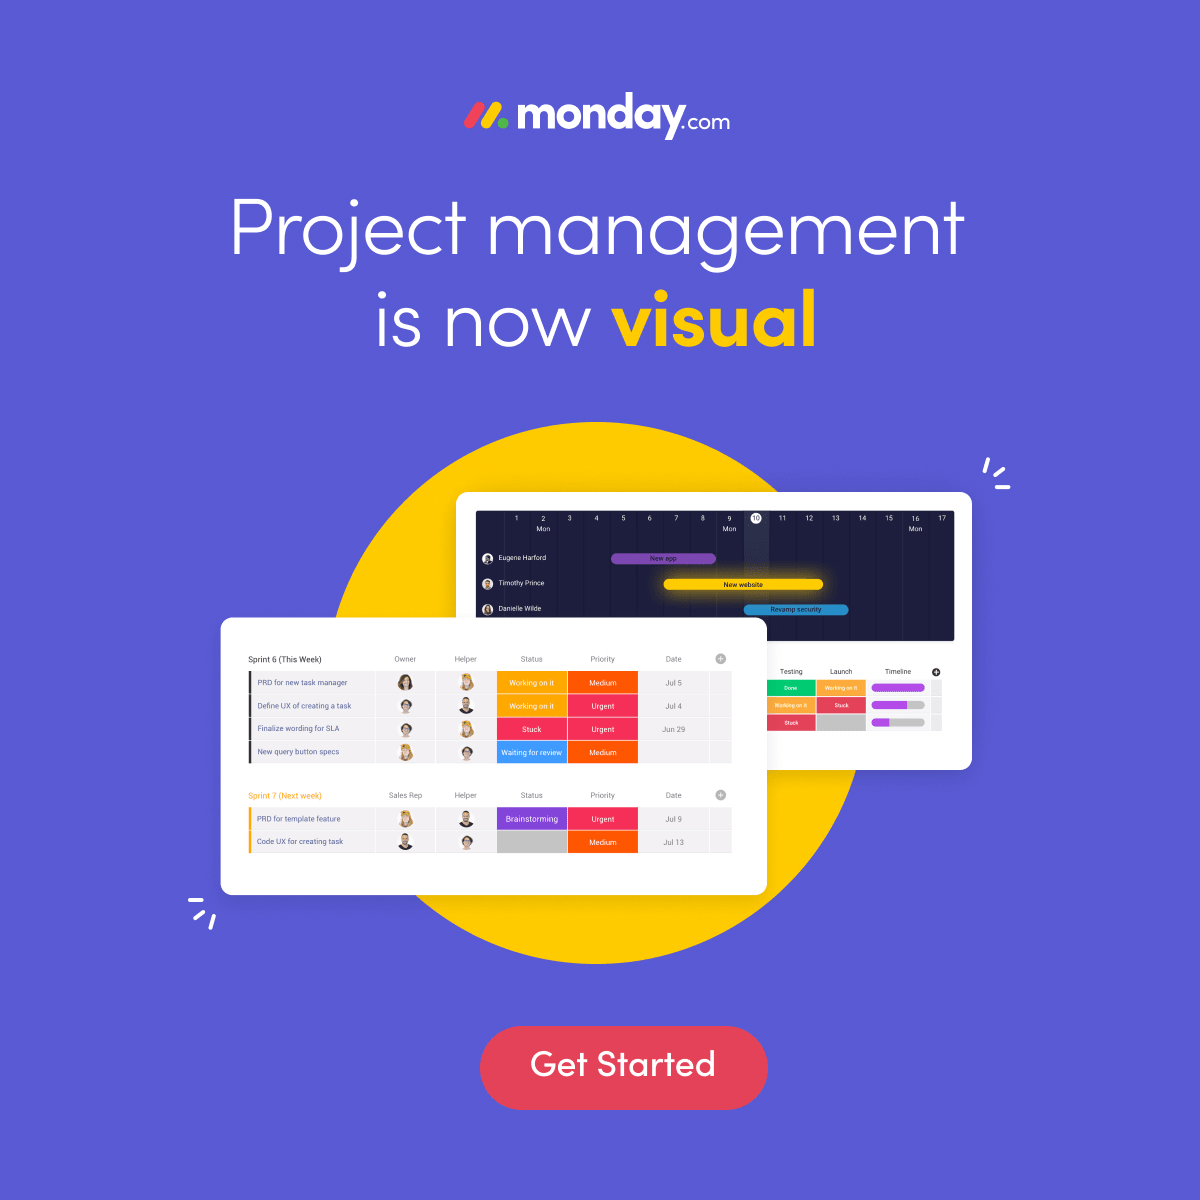 monday.com
Project management
is now visual
1 2 3 4 5 6 7 8 9 10 11 12 13 14 15 16 17
Mon Mon Mon
Eugene Harford New app
Timothy Prince New website
Danielle Wilde Revamp security
Testing Launch Timeline
Done Working on it
Working on it Stuck
Stuck
Sprint 6 (This Week) Owner Helper Status Priority Date
PRD for new task manager Working on it Medium Jul 5
Define UX of creating a task Working on it Urgent Jul 4
Finalize wording for SLA Stuck Urgent Jun 29
New query button specs Waiting for review Medium
Sprint 7 (Next week) Sales Rep Helper Status Priority Date
PRD for template feature Brainstorming Urgent Jul 9
Code UX for creating task Medium Jul 13
Get Started